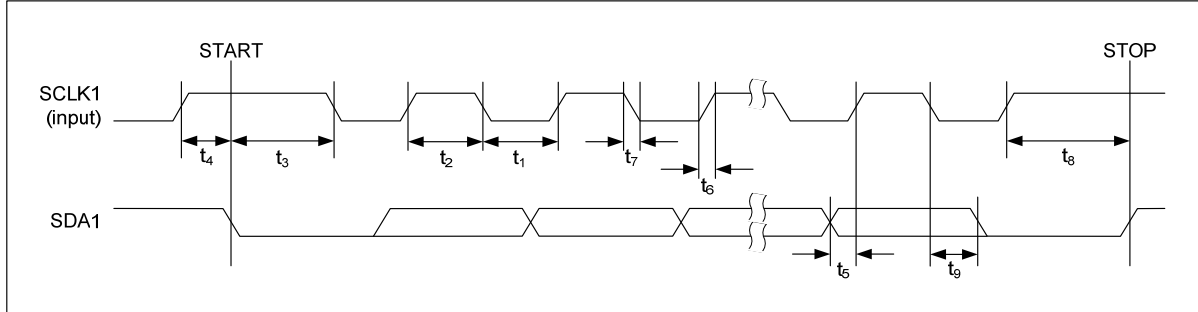 START
STOP
SCLK1
(input)
t4
t3
t2
t1
t7
t6
t8
SDA1
t5
t9